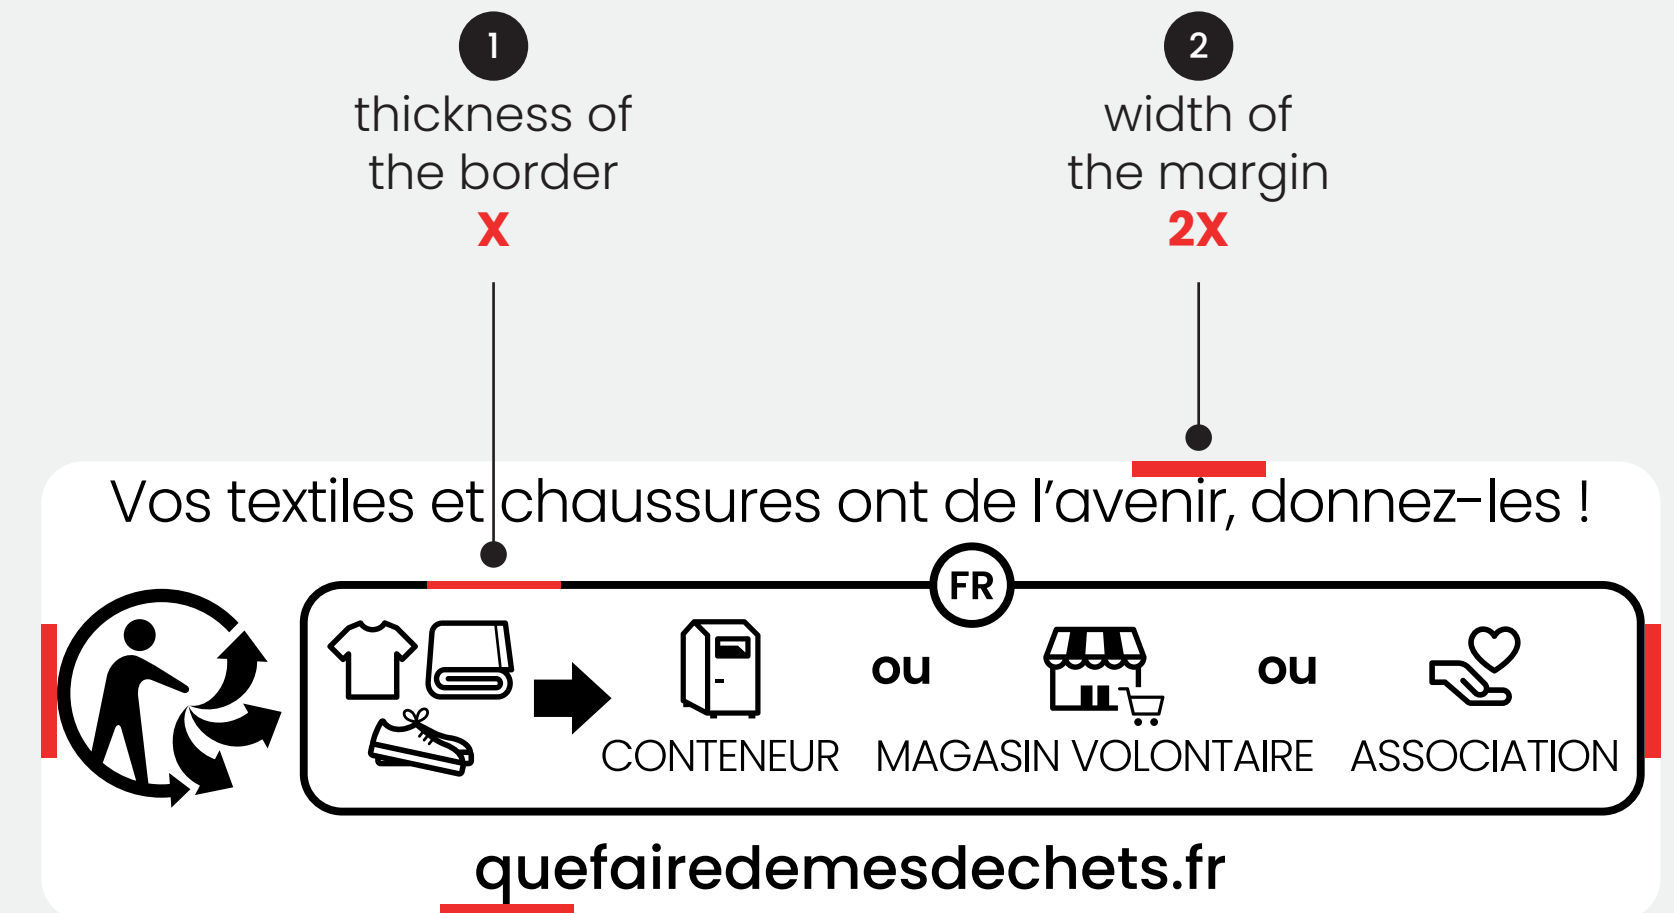 1
thickness of
the border
X
2
width of
the margin
2X
Vos textiles et chaussures ont de l’avenir, donnez-les !
FR
ou
ou
CONTENEUR
MAGASIN VOLONTAIRE
ASSOCIATION
quefairedemesdechets.fr